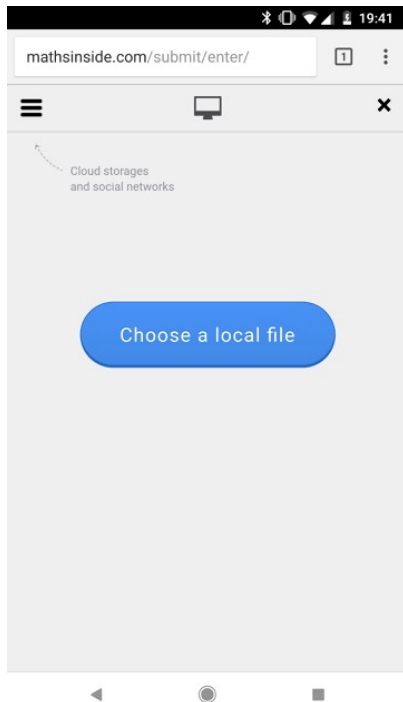 19:41
mathsinside.com/submit/enter/
1
Cloud storages
and social networks
Choose a local file